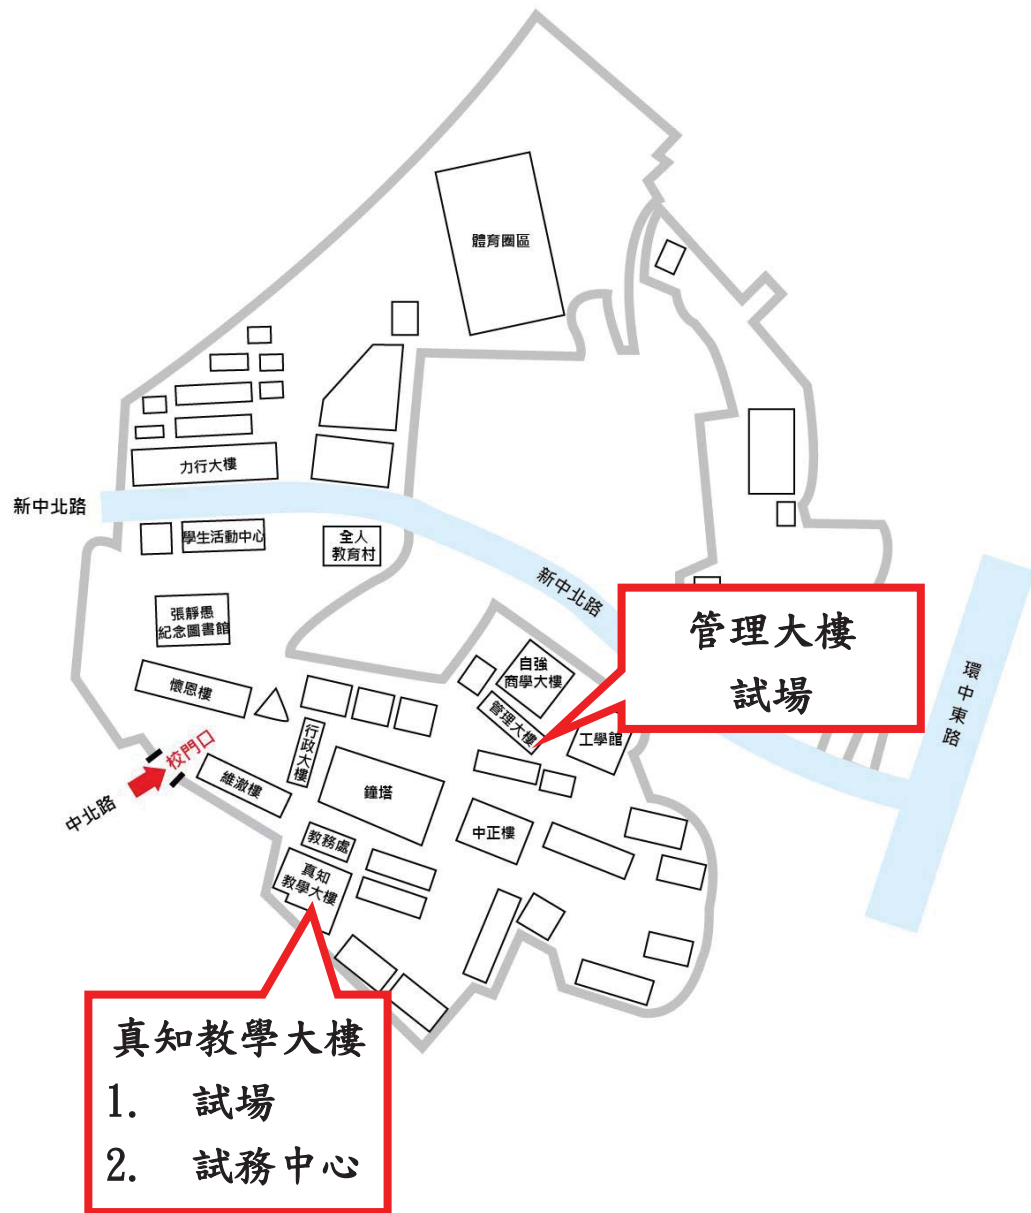 體育園區
力行大樓
新中北路
學生活動中心
全人
教育村
新中北路
張靜愚
紀念圖書館
管理大樓
試場
自強
商學大樓
環中東路
懷恩樓
管理大樓
工學館
行政大樓
校門口
維澈樓
鐘塔
中北路
中正樓
教務處
真知
教學大樓
真知教學大樓
1. 試場
2. 試務中心